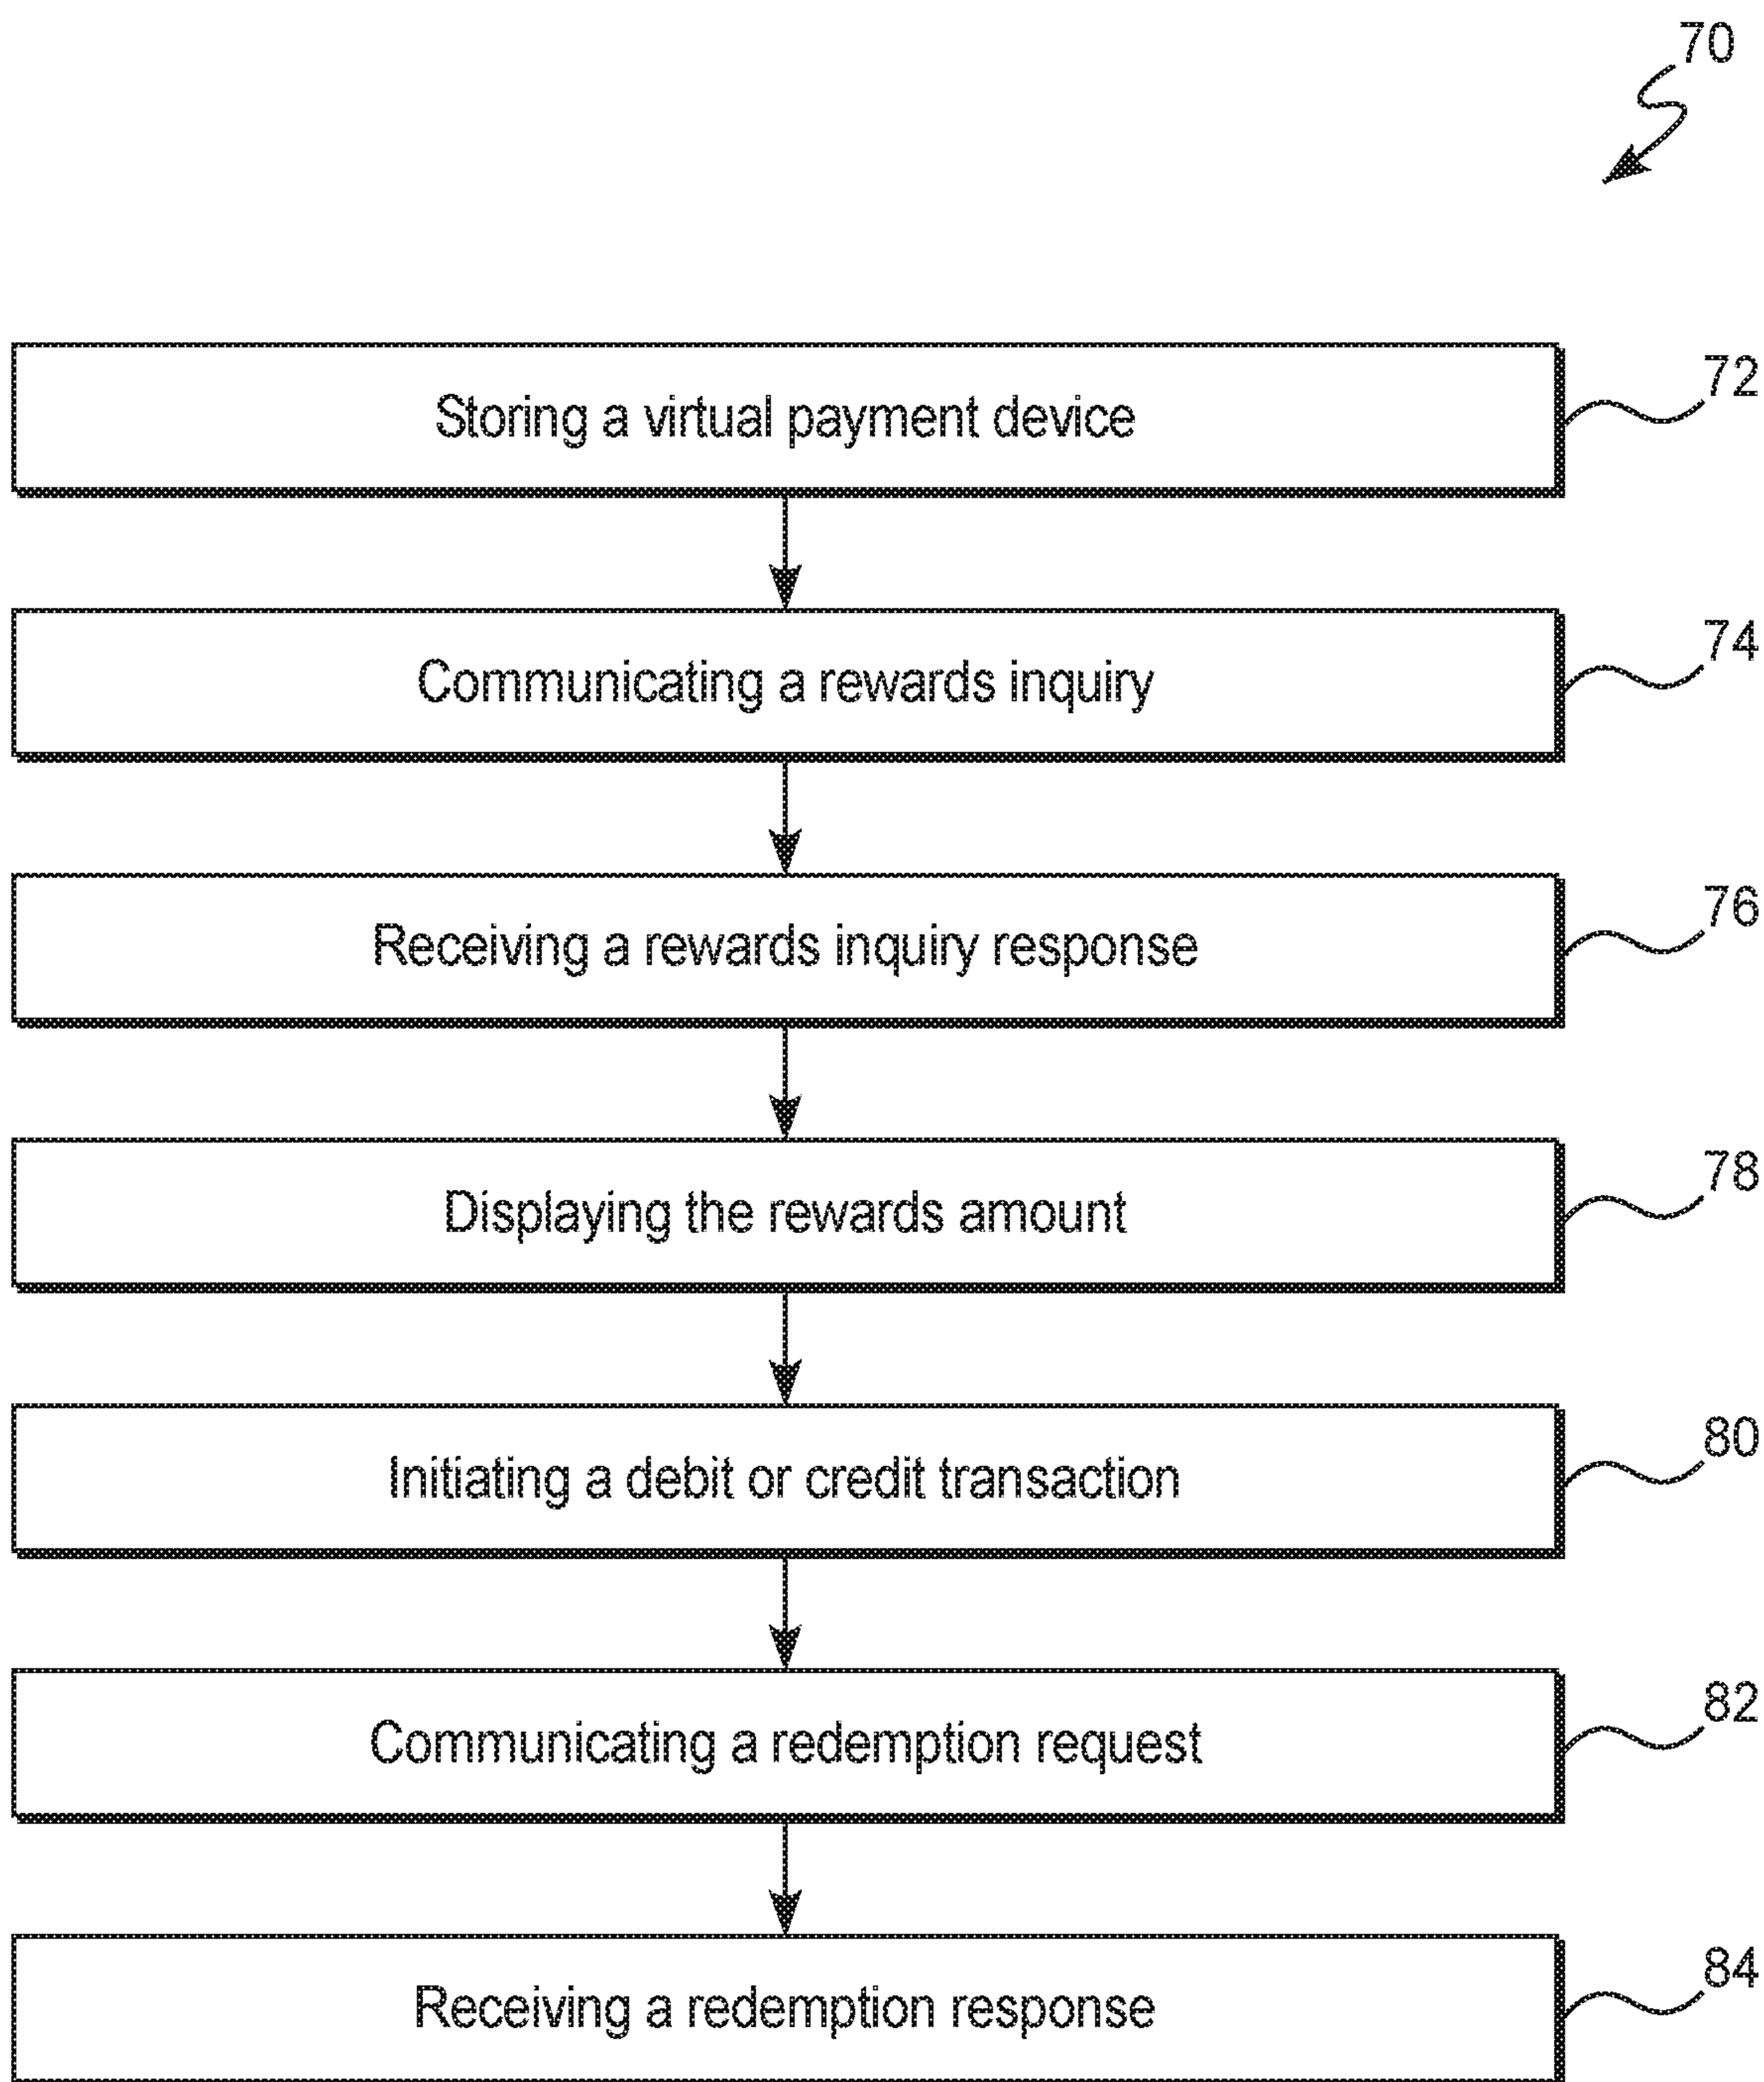 70
Storing a virtual payment device
72
Communicating a rewards inquiry
74
Receiving a rewards inquiry response
76
Displaying the rewards amount
78
Initiating a debit or credit transaction
80
Communicating a redemption request
82
Receiving a redemption response
84